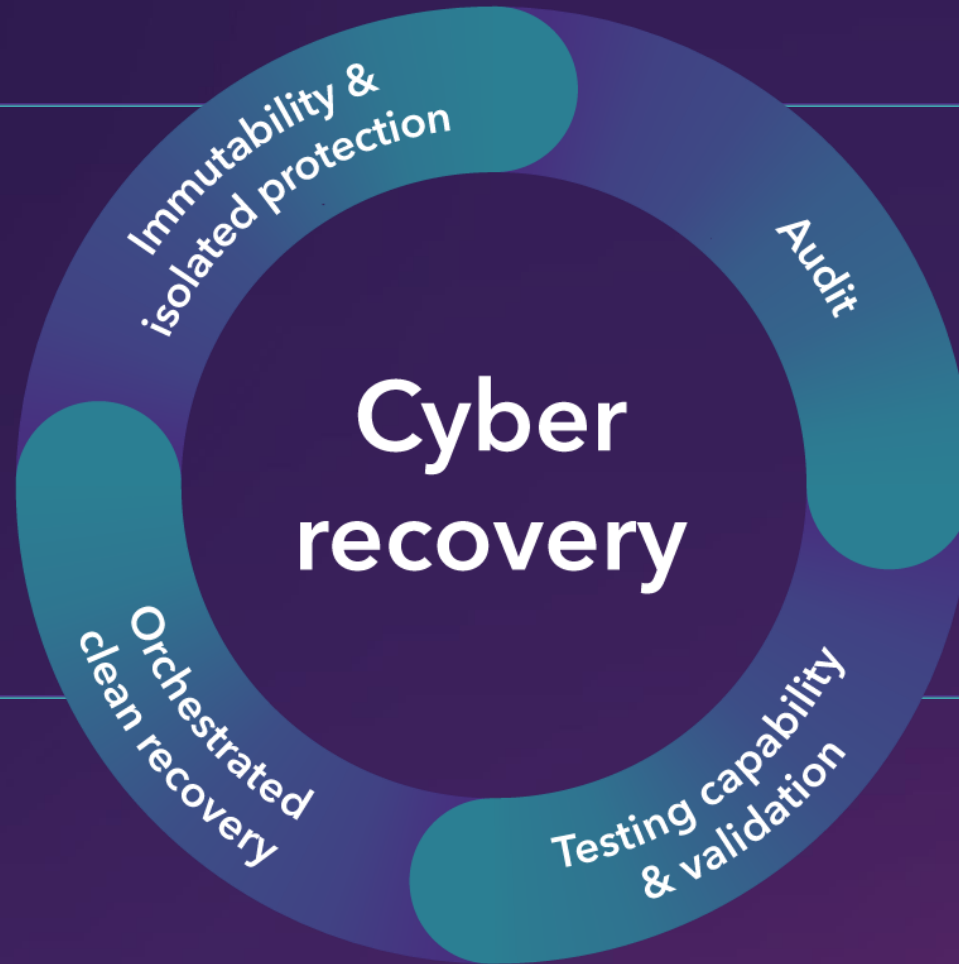 Immutability &
isolated protection
Audit
Cyber
recovery
Orchestrated
clean recovery
Testing capability
& validation